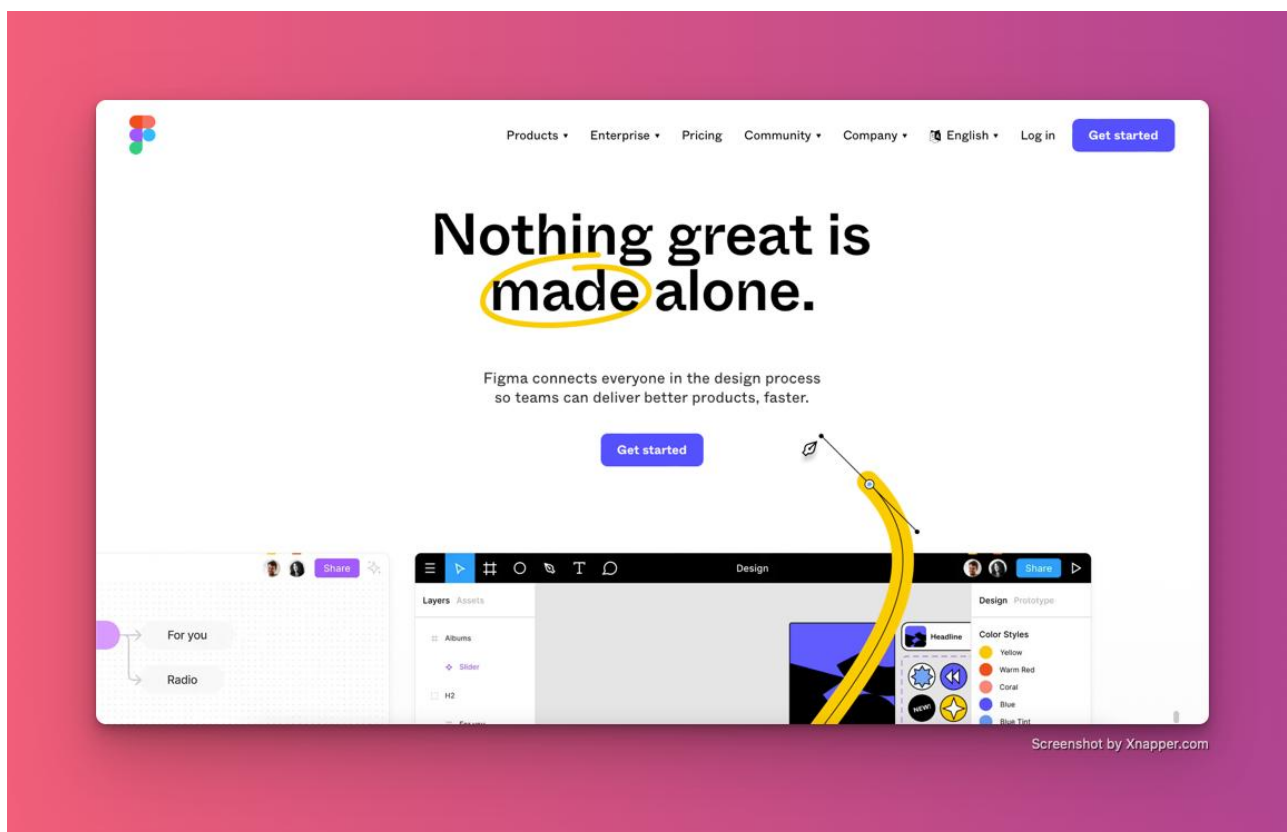 Products ▾ Enterprise ▾ Pricing Community ▾ Company ▾ English ▾ Log in Get started
Nothing great is
made alone.
Figma connects everyone in the design process
so teams can deliver better products, faster.
Get started
Share
For you
Radio
Design
Share
Layers Assets
Albums
Slider
H2
For you
Headline
NEW!
Design Prototype
Color Styles
Yellow
Warm Red
Coral
Blue
Blue Tint
Screenshot by Xnapper.com